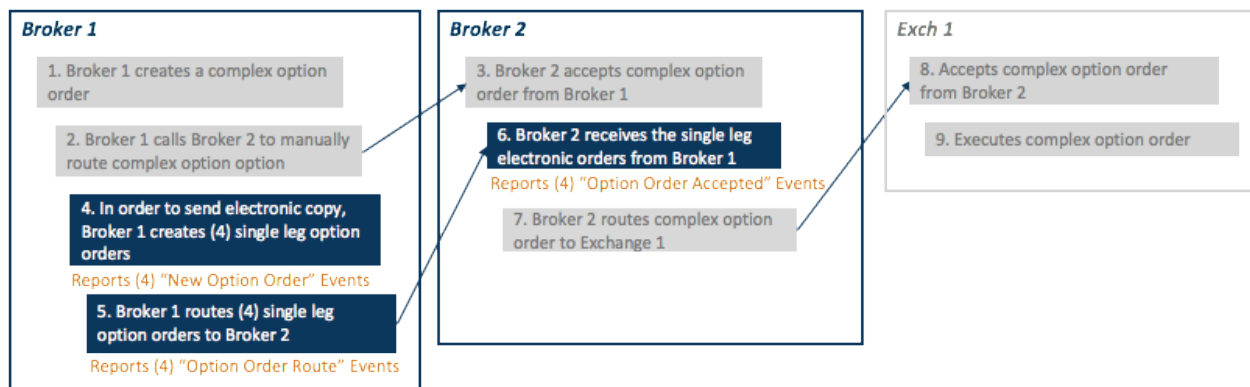 Broker 1
1. Broker 1 creates a complex option
order
2. Broker 1 calls Broker 2 to manually
route complex option option
4. In order to send electronic copy,
Broker 1 creates (4) single leg option
orders
Reports (4) “New Option Order” Events
5. Broker 1 routes (4) single leg
option orders to Broker 2
Reports (4) “Option Order Route” Events
Broker 2
3. Broker 2 accepts complex option
order from Broker 1
6. Broker 2 receives the single leg
electronic orders from Broker 1
Reports (4) “Option Order Accepted” Events
7. Broker 2 routes complex option
order to Exchange 1
Exch 1
8. Accepts complex option order
from Broker 2
9. Executes complex option order